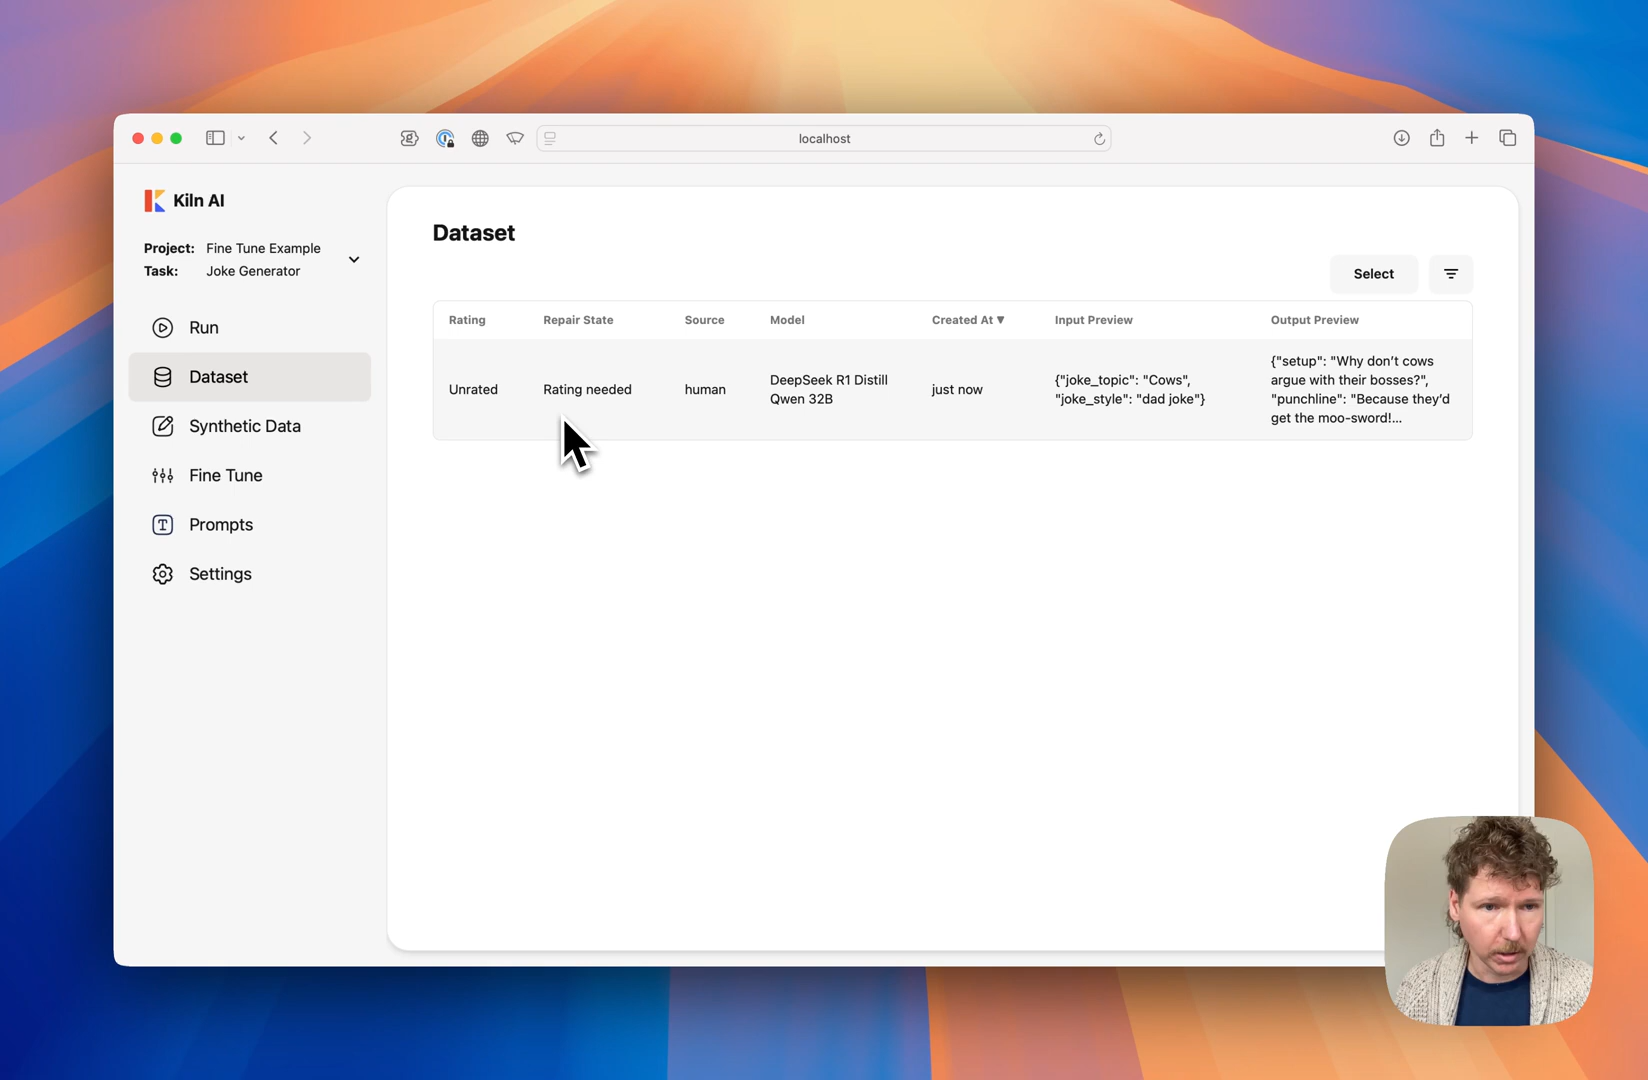 localhost
Kiln AI
Project: Fine Tune Example
Task: Joke Generator
Run
Dataset
Synthetic Data
Fine Tune
Prompts
Settings
Dataset
Select
Rating Repair State Source Model Created At ▼ Input Preview Output Preview
Unrated Rating needed human DeepSeek R1 Distill
Qwen 32B just now {"joke_topic": "Cows",
"joke_style": "dad joke"} {"setup": "Why don’t cows
argue with their bosses?",
"punchline": "Because they’d
get the moo-sword!...